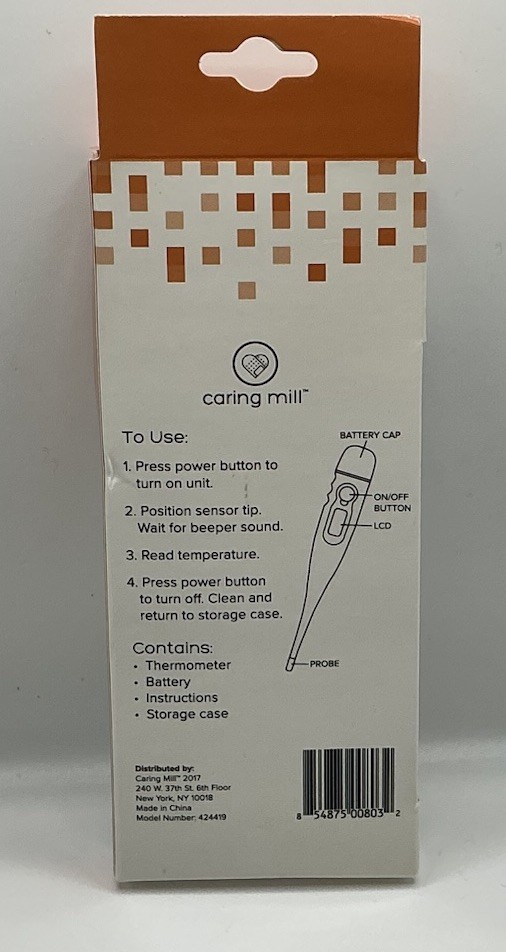 caring mill™
To Use:
1. Press power button to
turn on unit.
2. Position sensor tip.
Wait for beeper sound.
3. Read temperature.
4. Press power button
to turn off. Clean and
return to storage case.
BATTERY CAP
ON/OFF
BUTTON
LCD
PROBE
Contains:
• Thermometer
• Battery
• Instructions
• Storage case
Distributed by:
Caring Mill™ 2017
240 W. 37th St. 6th Floor
New York, NY 10018
Made in China
Model Number: 424419
8 54875 00803 2